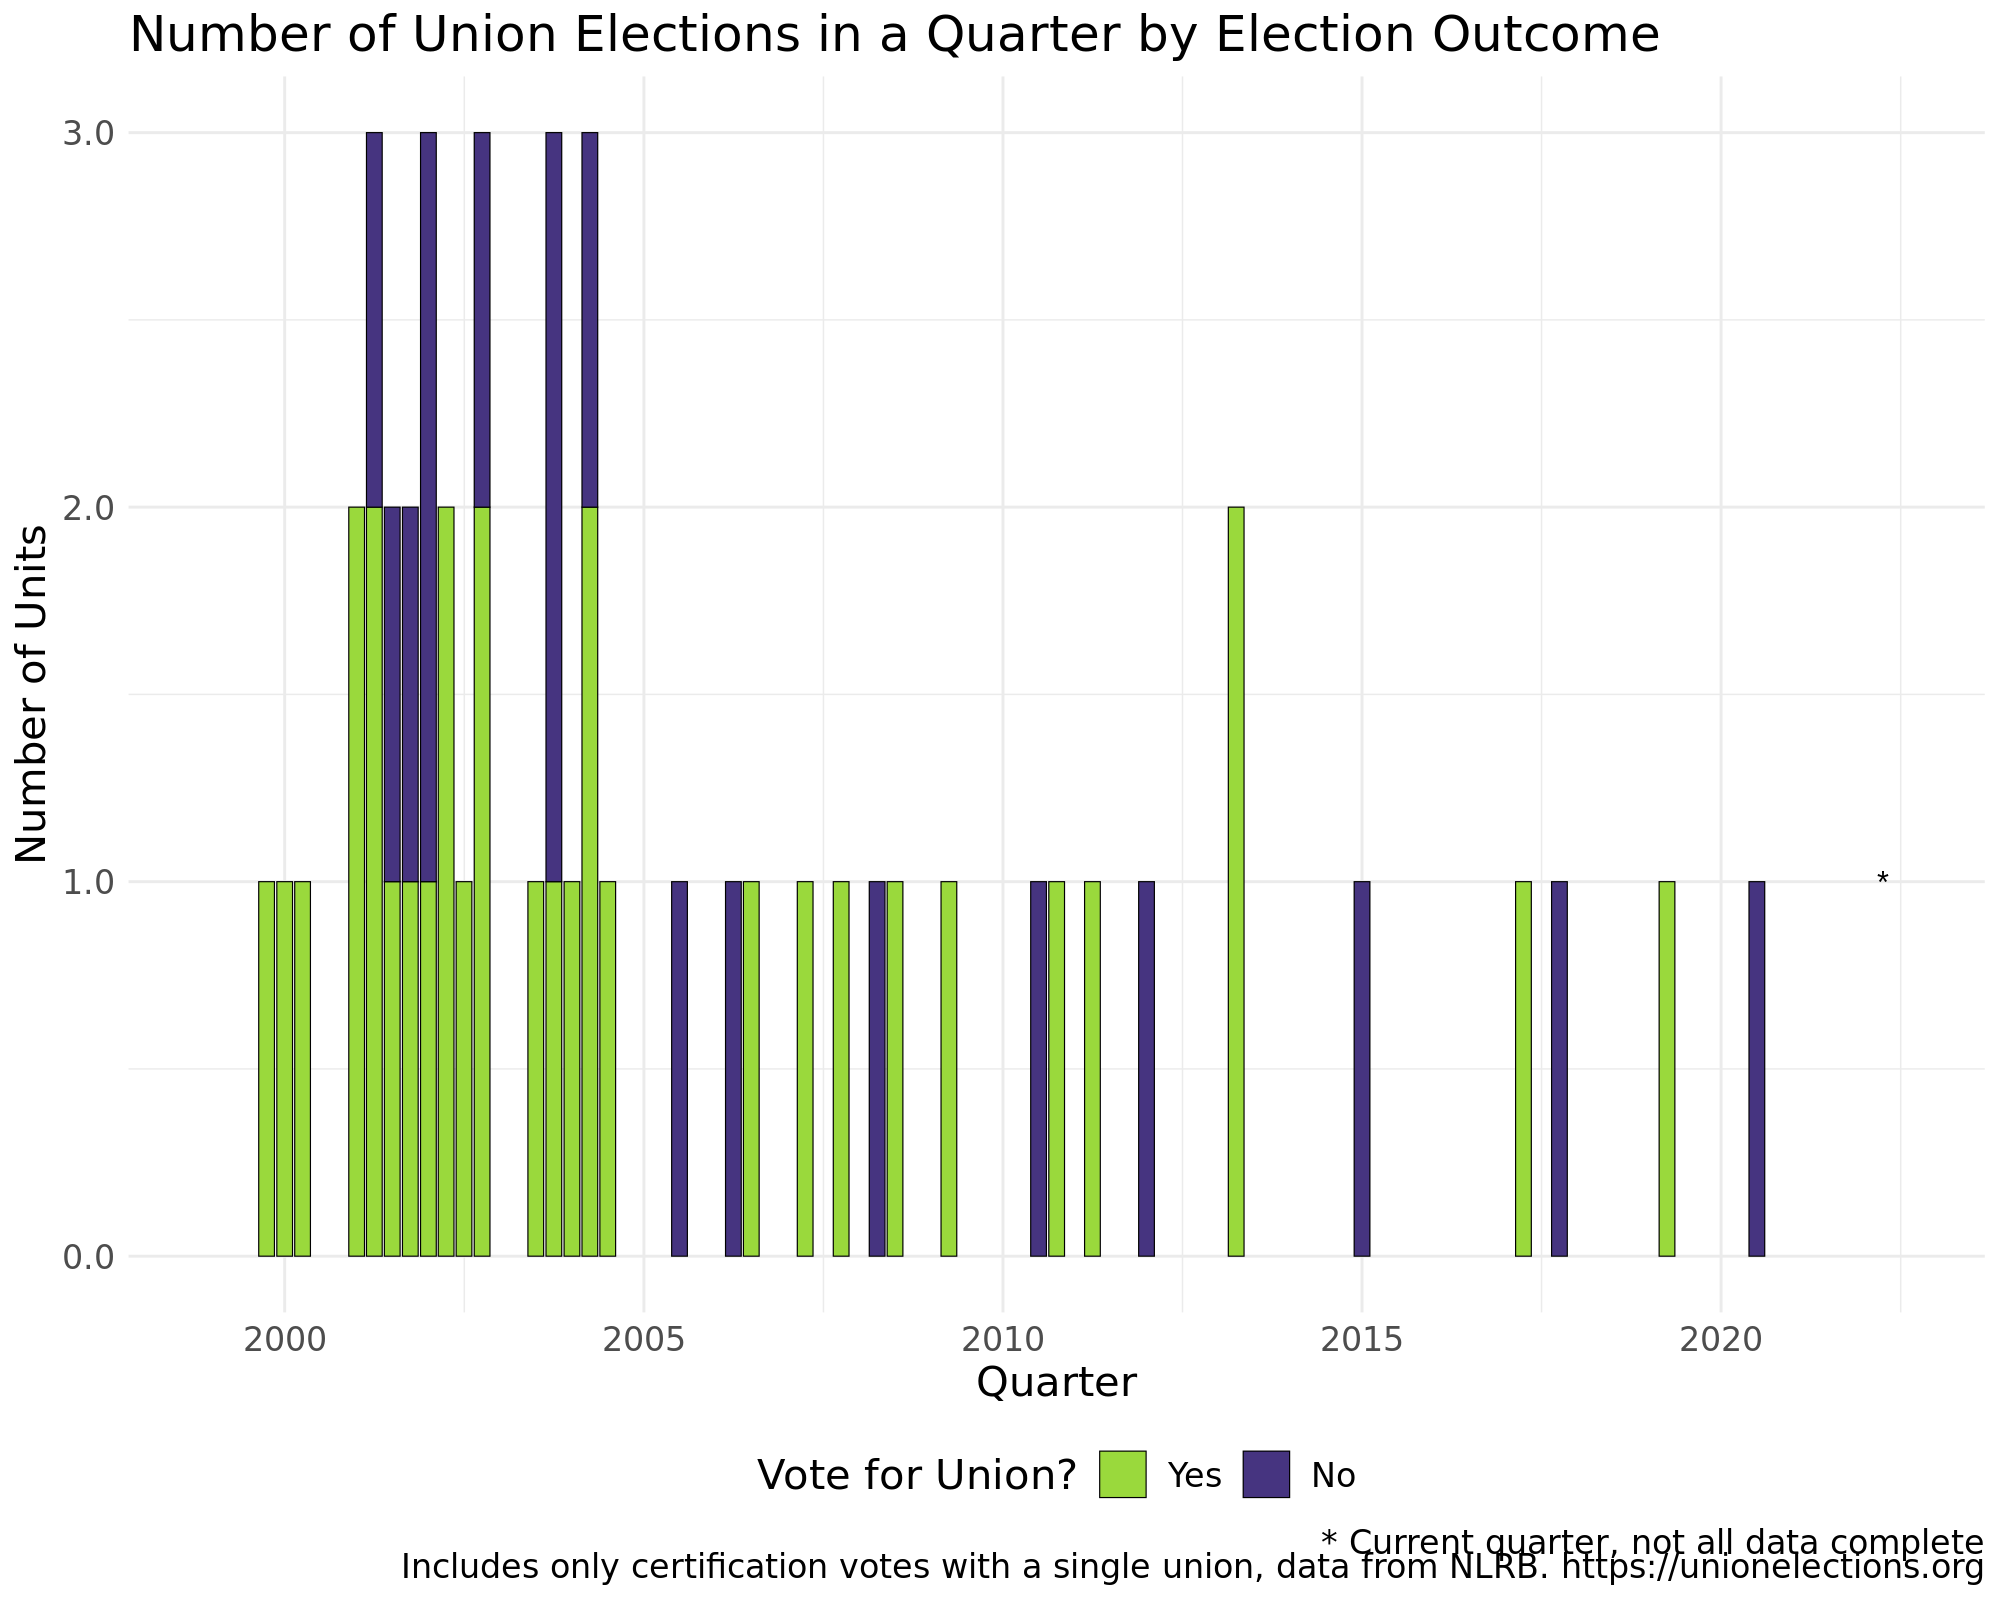 Number of Union Elections in a Quarter by Election Outcome
Number of Units
3.0
2.0
1.0
0.0
*
2000 2005 2010 2015 2020
Quarter
Vote for Union? Yes No
* Current quarter, not all data complete
Includes only certification votes with a single union, data from NLRB. https://unionelections.org